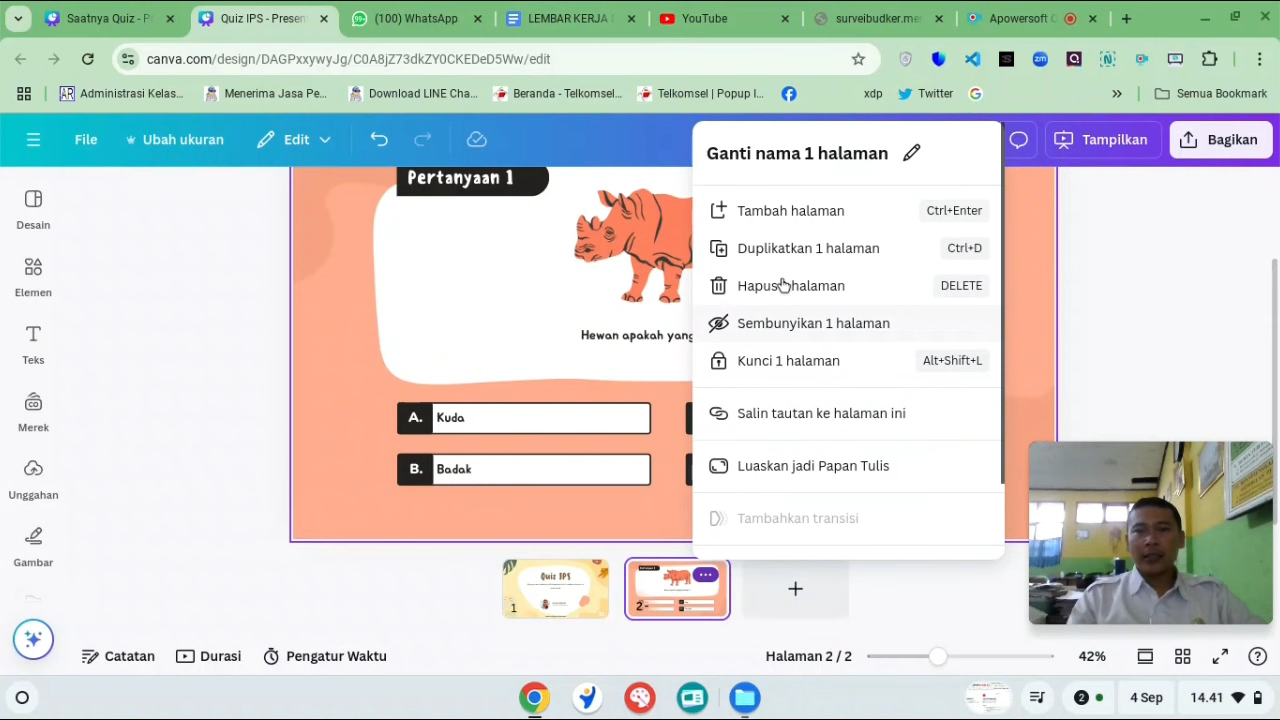 Saatnya Quiz - P
Quiz IPS - Presen
(100) WhatsApp
LEMBAR KERJA
YouTube
surveibudker.me
Apowersoft
canva.com/design/DAGPxxywyJg/C0A8jZ73dkZY0CKEDeD5Ww/edit
Administrasi Kelas...
Menerima Jasa Pe...
Download LINE Cha...
Beranda - Telkomsel...
Telkomsel | Popup I...
xdp
Twitter
Semua Bookmark
File
Ubah ukuran
Edit
Tampilkan
Bagikan
Desain
Elemen
Teks
Merek
Unggahan
Gambar
Pertanyaan 1
Hewan apakah yang
A. Kuda
B. Badak
Ganti nama 1 halaman
Tambah halaman Ctrl+Enter
Duplikatkan 1 halaman Ctrl+D
Hapus halaman DELETE
Sembunyikan 1 halaman
Kunci 1 halaman Alt+Shift+L
Salin tautan ke halaman ini
Luaskan jadi Papan Tulis
Tambahkan transisi
Quiz IPS
1
2
Catatan
Durasi
Pengatur Waktu
Halaman 2 / 2
42%
2
4 Sep
14.41